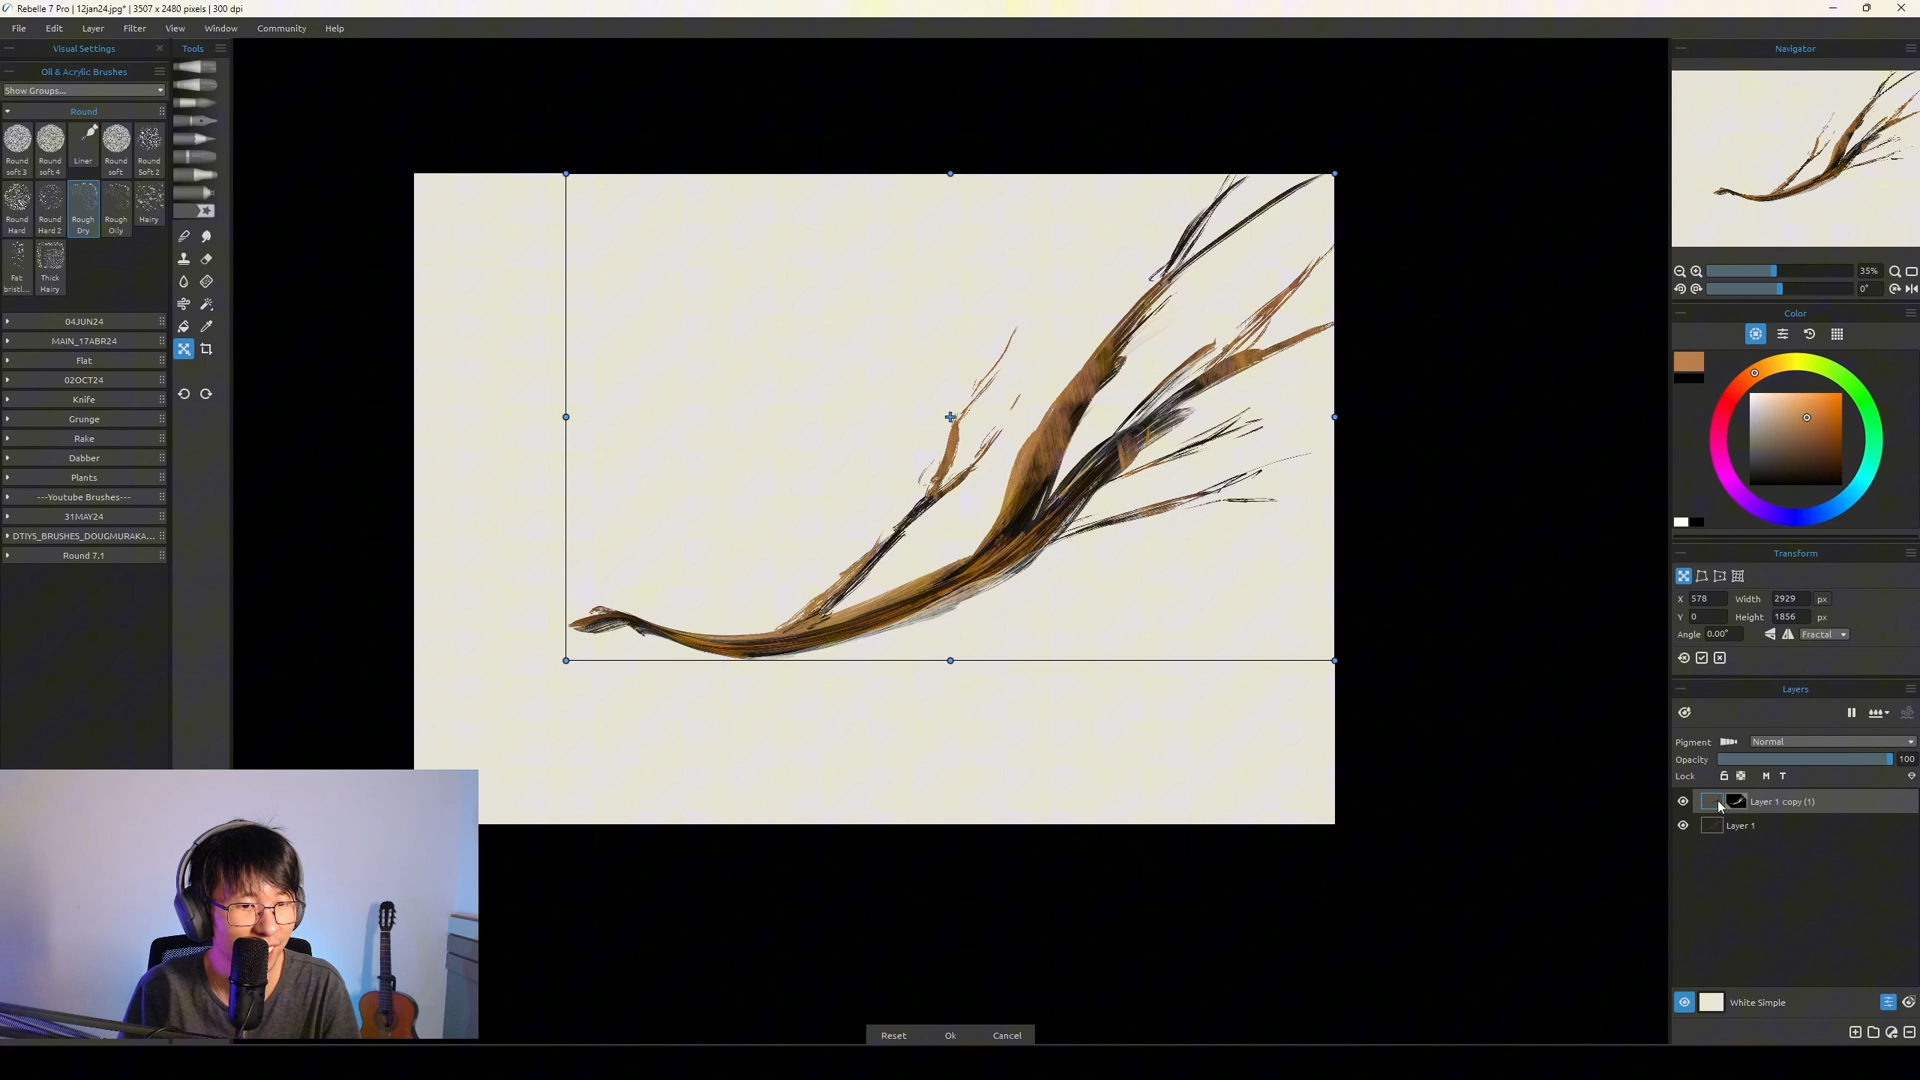 Rebelle 7 Pro | 12jan24.jpg* | 3507 x 2480 pixels | 300 dpi
File Edit Layer Filter View Window Community Help
Visual Settings
Tools
Oil & Acrylic Brushes
Show Groups...
Round
Round soft 3
Round soft 4
Liner
Round soft
Round Soft 2
Round Hard
Round Hard 2
Rough Dry
Rough Oily
Hairy
Fat bristl...
Thick Hairy
04JUN24
MAIN_17ABR24
Flat
02OCT24
Knife
Grunge
Rake
Dabber
Plants
---Youtube Brushes---
31MAY24
DTIYS_BRUSHES_DOUGMURAKA...
Round 7.1
Reset Ok Cancel
Navigator
35%
0°
Color
Transform
X 578 Width 2929 px
Y 0 Height 1856 px
Angle 0.00° Fractal
Layers
Pigment Normal
Opacity 100
Lock M T
Layer 1 copy (1)
Layer 1
White Simple